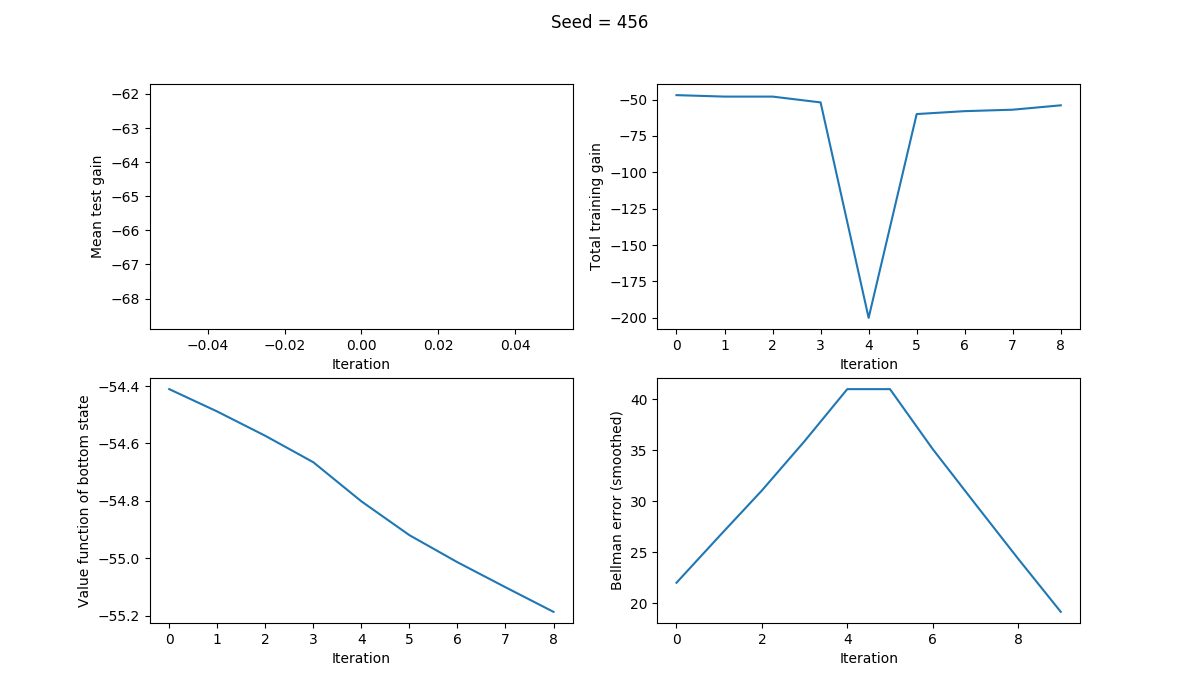 Seed = 456
−62
−63
−64
−65
−66
−67
−68
Mean test gain
−0.04 −0.02 0.00 0.02 0.04
Iteration
−50
−75
−100
−125
−150
−175
−200
Total training gain
0 1 2 3 4 5 6 7 8
Iteration
−54.4
−54.6
−54.8
−55.0
−55.2
Value function of bottom state
0 1 2 3 4 5 6 7 8
Iteration
40
35
30
25
20
Bellman error (smoothed)
0 2 4 6 8
Iteration